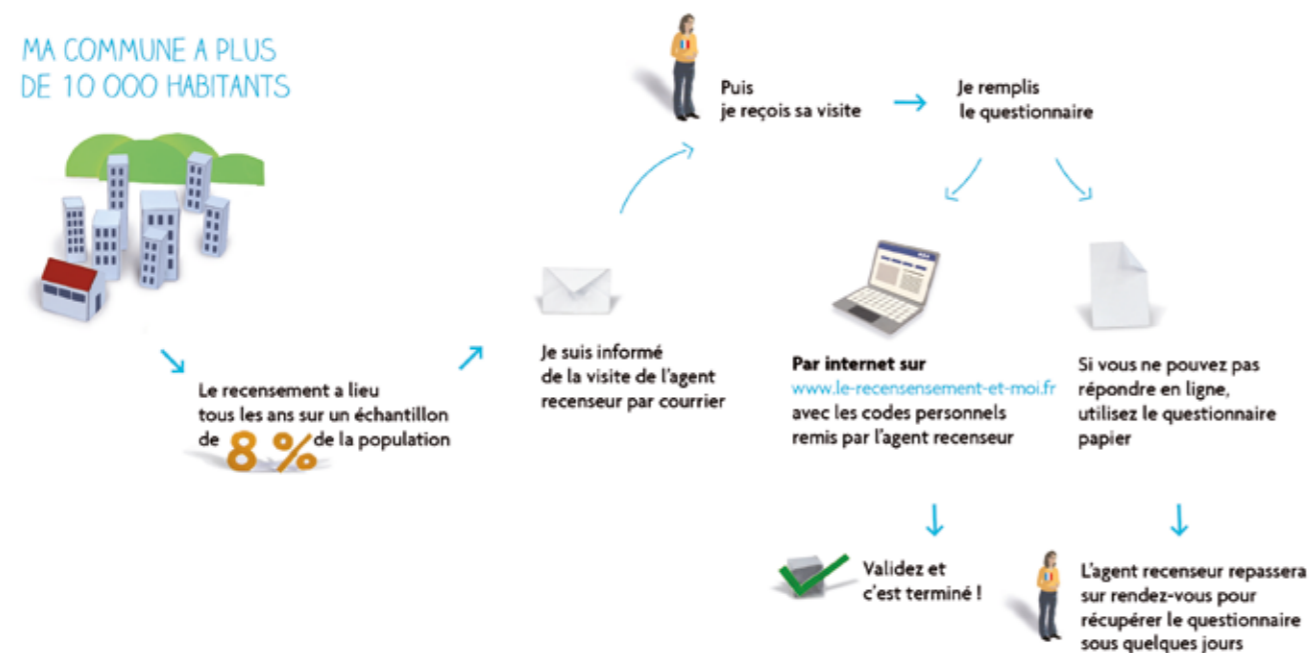 MA COMMUNE A PLUS
DE 10 000 HABITANTS
Le recensement a lieu
tous les ans sur un échantillon
de 8 % de la population
Je suis informé
de la visite de l'agent
recenseur par courrier
Puis
je reçois sa visite
Je remplis
le questionnaire
Par internet sur
www.le-recensensement-et-moi.fr
avec les codes personnels
remis par l'agent recenseur
Validez et
c'est terminé !
Si vous ne pouvez pas
répondre en ligne,
utilisez le questionnaire
papier
L'agent recenseur repassera
sur rendez-vous pour
récupérer le questionnaire
sous quelques jours